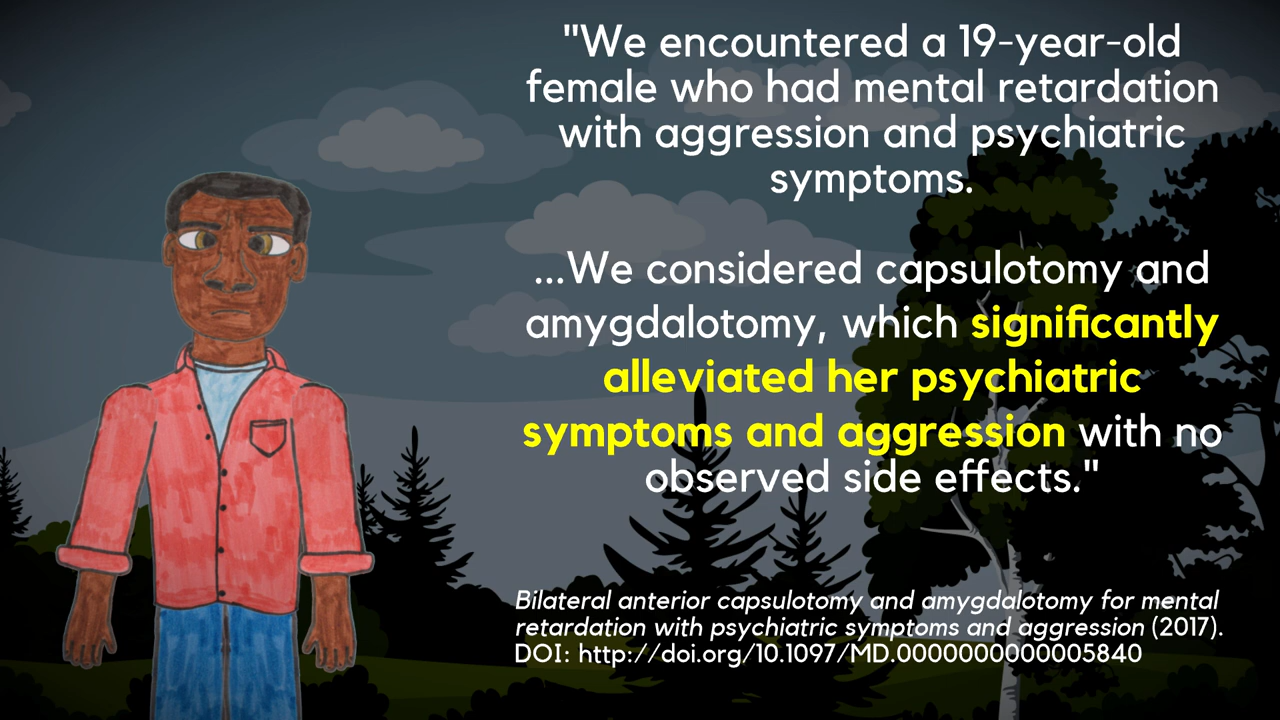 "We encountered a 19-year-old
female who had mental retardation
with aggression and psychiatric
symptoms.
...We considered capsulotomy and
amygdalotomy, which significantly
alleviated her psychiatric
symptoms and aggression with no
observed side effects."
Bilateral anterior capsulotomy and amygdalotomy for mental
retardation with psychiatric symptoms and aggression (2017).
DOI: http://doi.org/10.1097/MD.0000000000005840